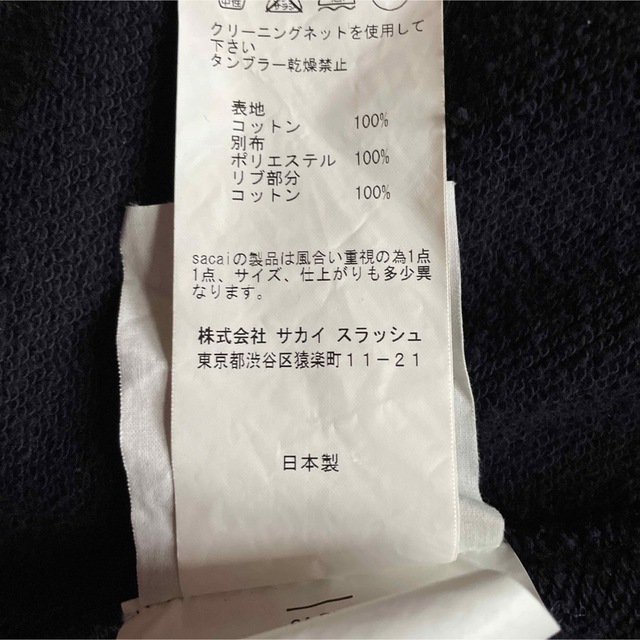 クリーニングネットを使用して
下さい
タンブラー乾燥禁止
表地
コットン 100%
別布
ポリエステル 100%
リブ部分
コットン 100%
sacaiの製品は風合い重視の為1点
1点、サイズ、仕上がりも多少異
なります。
株式会社 サカイ スラッシュ
東京都渋谷区猿楽町11-21
日本製